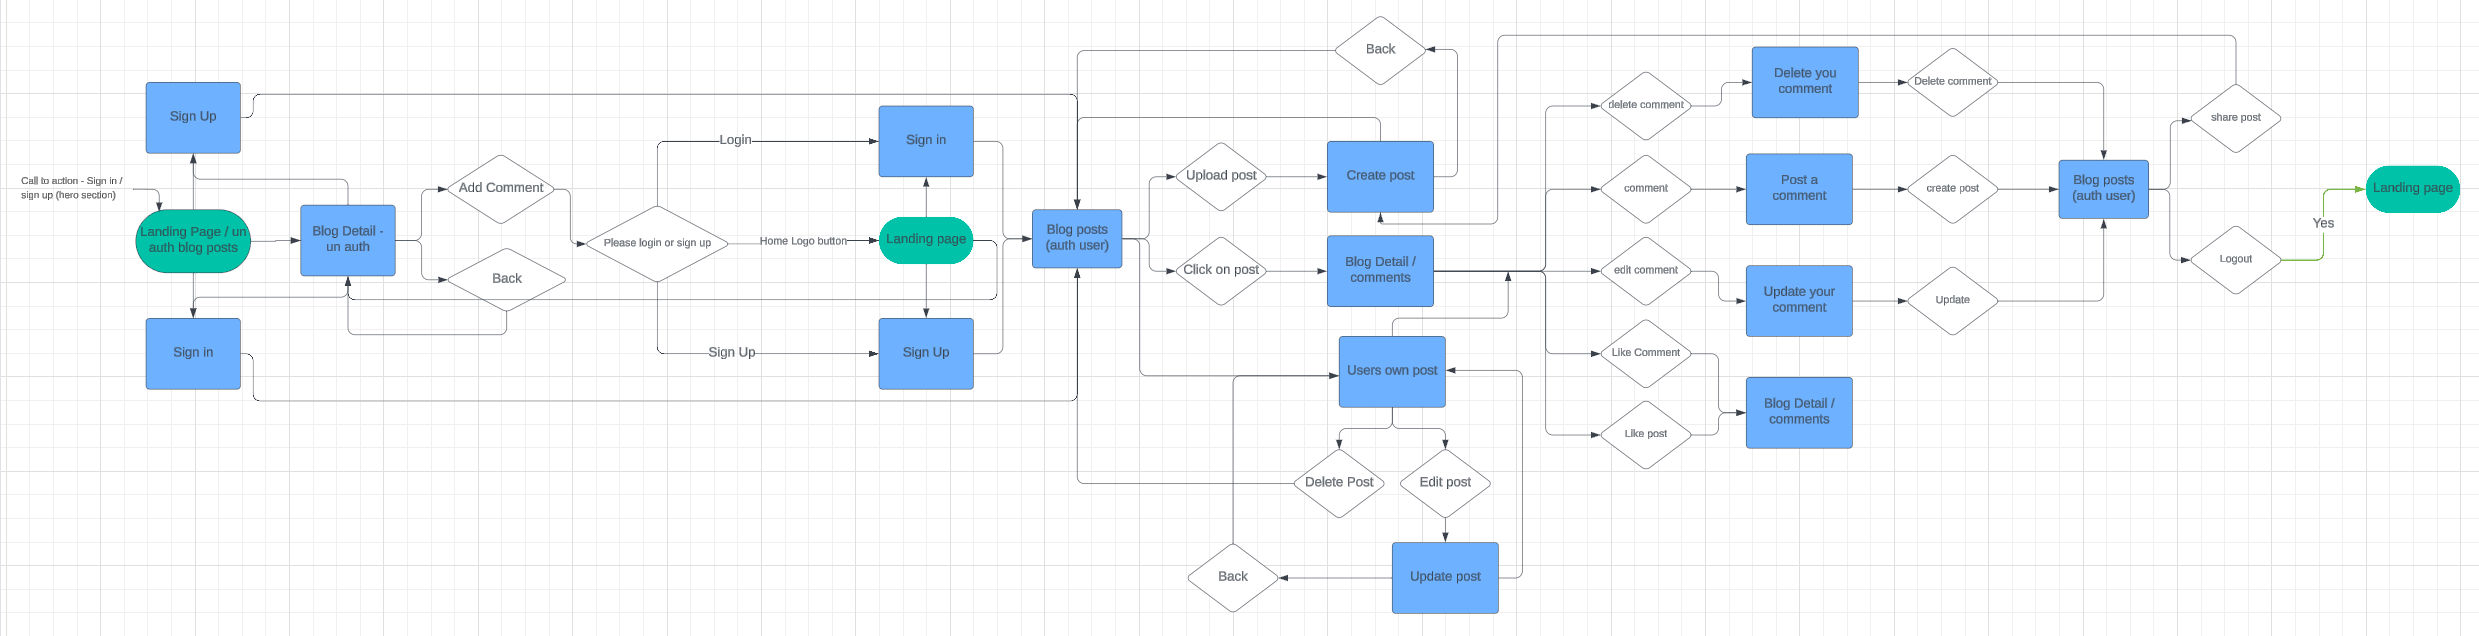 Sign Up
Call to action - Sign in /
sign up (hero section)
Landing Page / un
auth blog posts
Sign in
Blog Detail -
un auth
Add Comment
Back
Please login or sign up
Login
Home Logo button
Sign Up
Sign in
Landing page
Sign Up
Blog posts
(auth user)
Back
Upload post
Create post
Click on post
Blog Detail /
comments
Users own post
Delete Post
Edit post
Back
Update post
delete comment
comment
edit comment
Like Comment
Like post
Delete you
comment
Post a
comment
Update your
comment
Blog Detail /
comments
Delete comment
create post
Update
Blog posts
(auth user)
share post
Logout
Yes
Landing page